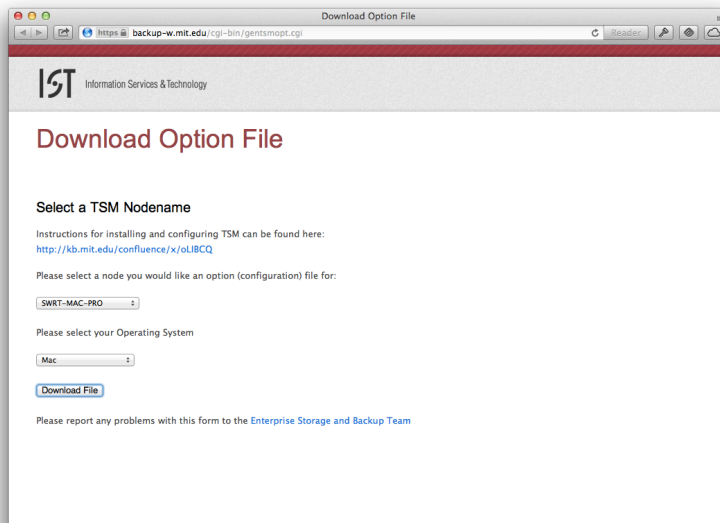 Download Option File
https backup-w.mit.edu/cgi-bin/gentsmopt.cgi
Reader
IST Information Services & Technology
Download Option File
Select a TSM Nodename
Instructions for installing and configuring TSM can be found here:
http://kb.mit.edu/confluence/x/oLIBCQ
Please select a node you would like an option (configuration) file for:
SWRT-MAC-PRO
Please select your Operating System
Mac
Download File
Please report any problems with this form to the Enterprise Storage and Backup Team